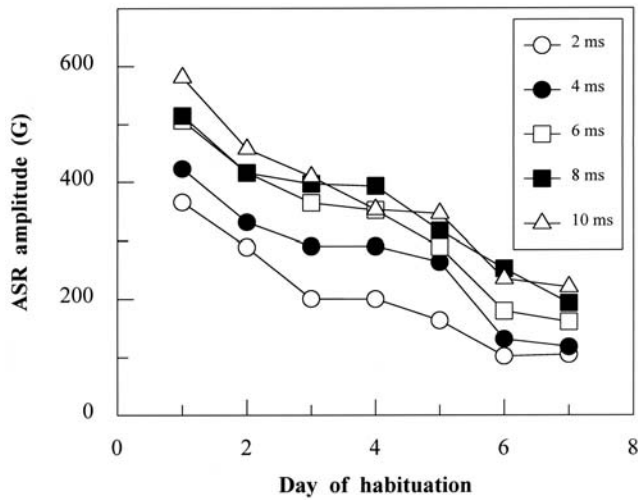 600
400
200
0
0
2
4
6
8
ASR amplitude (G)
Day of habituation
2 ms
4 ms
6 ms
8 ms
10 ms